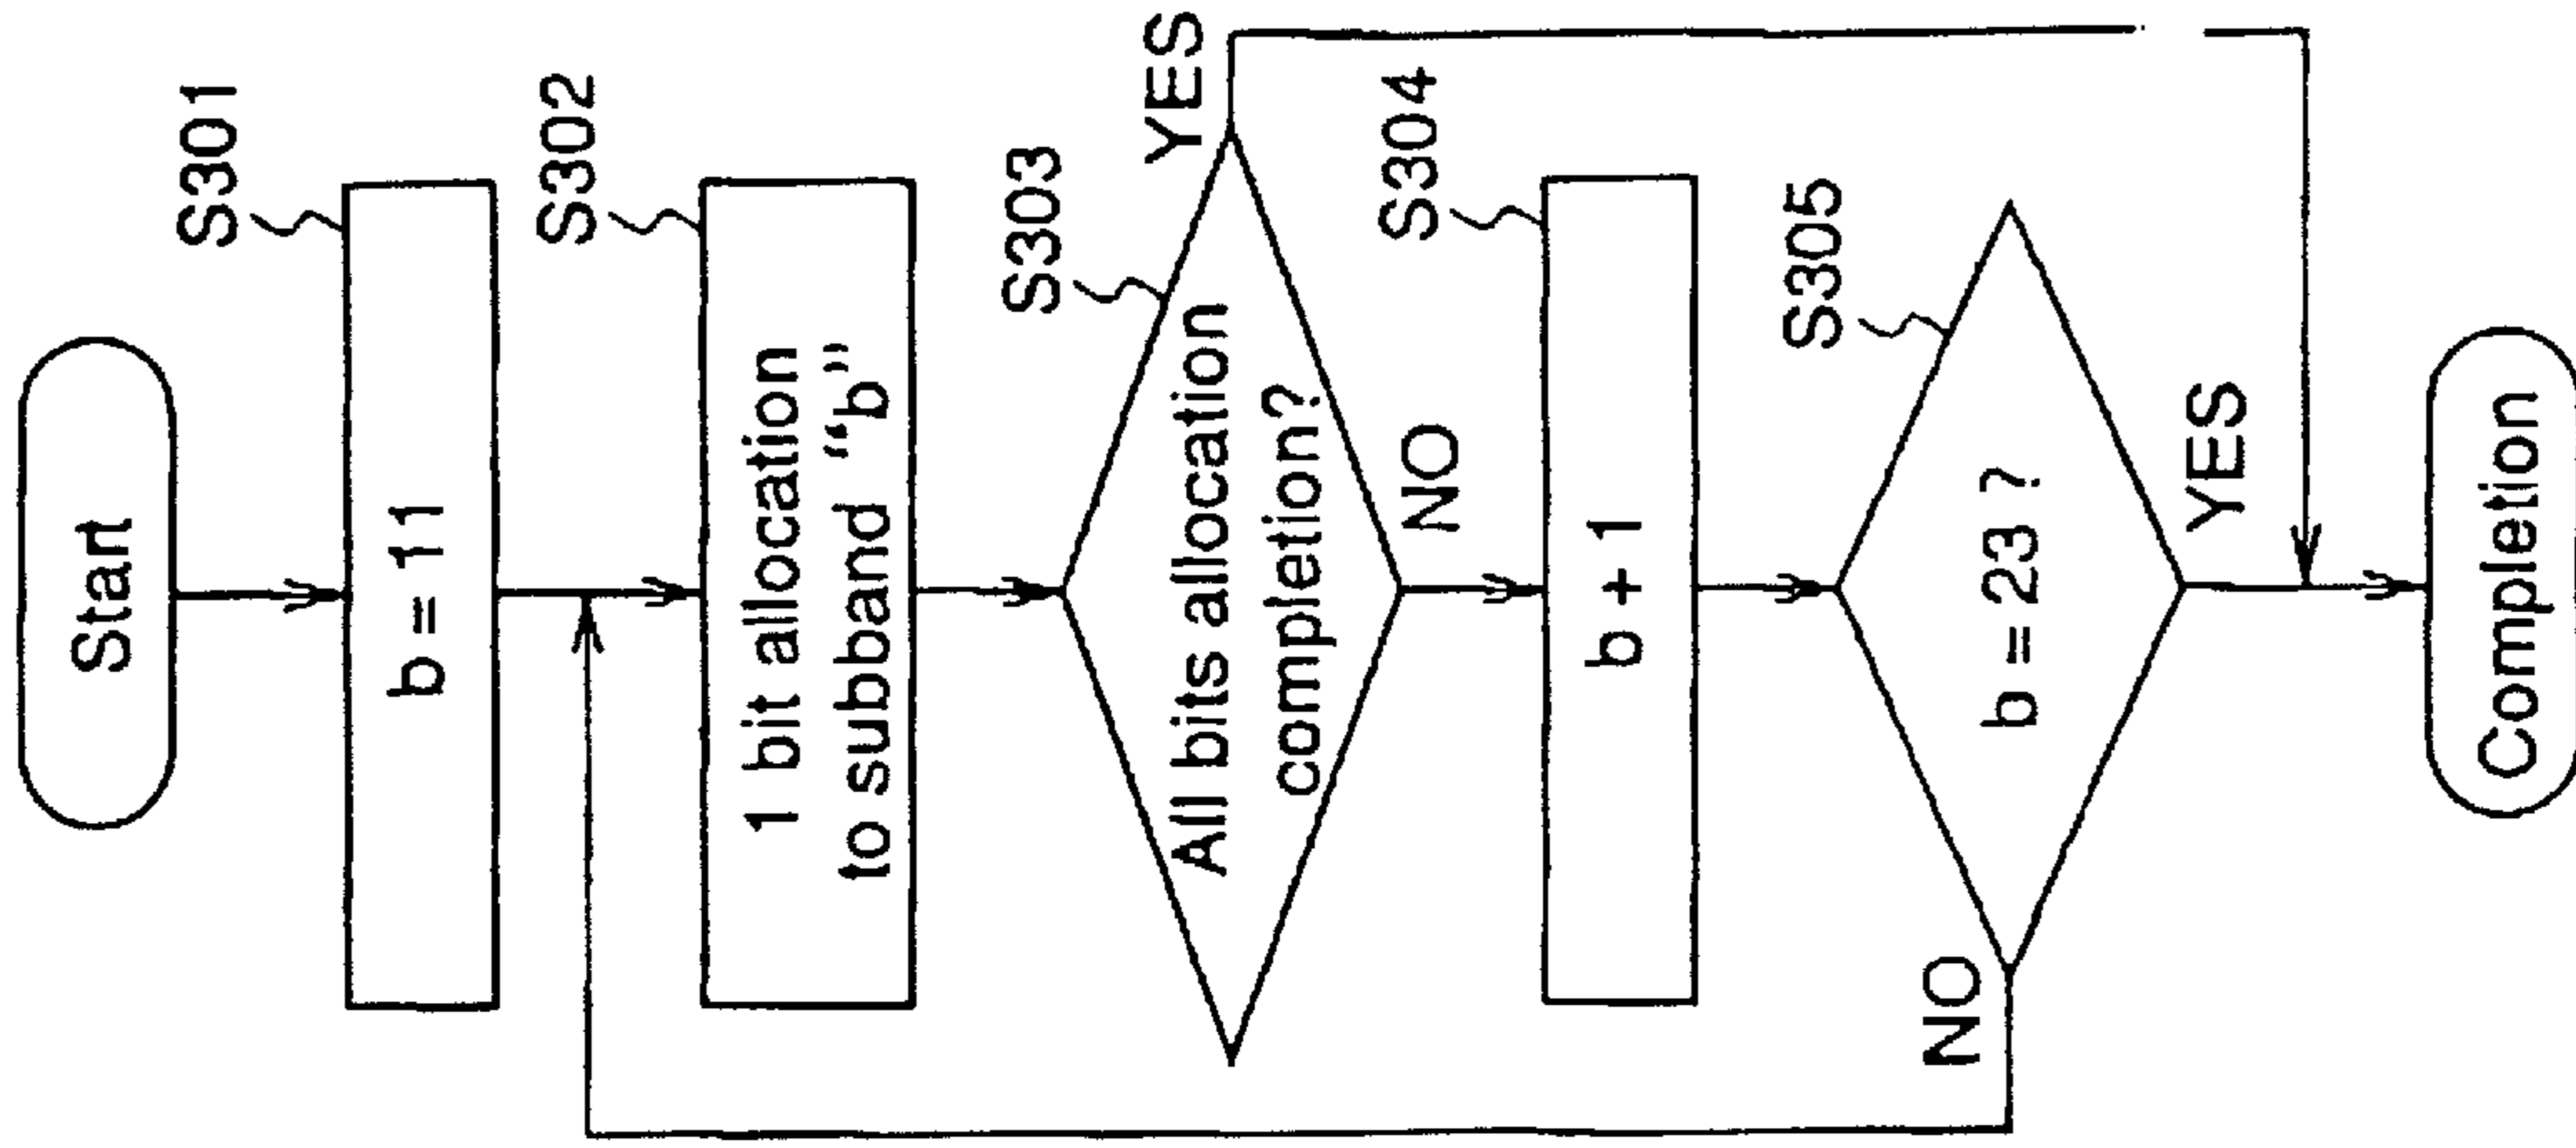 Start
S301
b = 11
S302
1 bit allocation
to subband “b”
S303
All bits allocation
completion?
YES
NO
S304
b + 1
S305
b = 23 ?
NO
YES
Completion